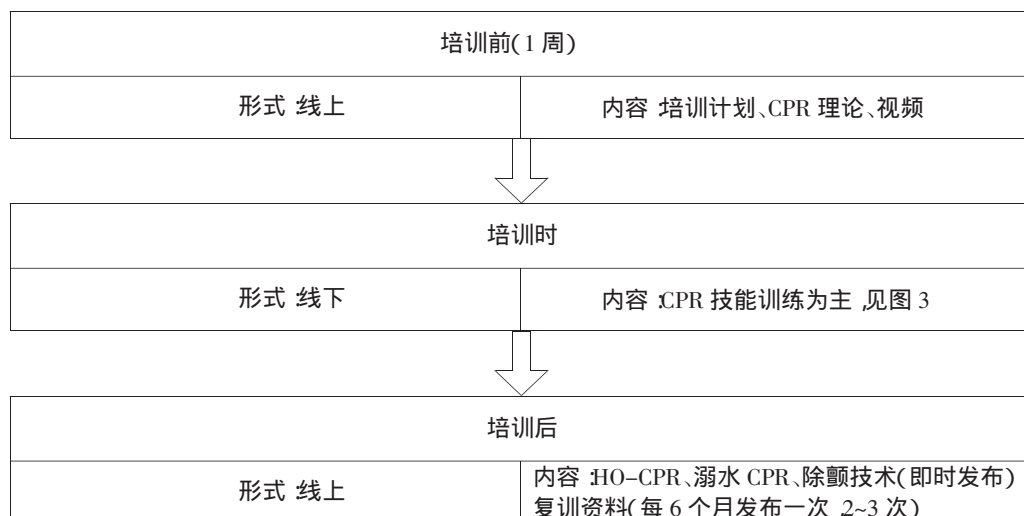 培训前(1 周)
形式:线上
内容:培训计划、CPR 理论、视频
培训时
形式:线下
内容:CPR 技能训练为主,见图 3
培训后
形式:线上
内容:HO-CPR、溺水 CPR、除颤技术(即时发布)
复训资料(每 6 个月发布一次,2~3 次)